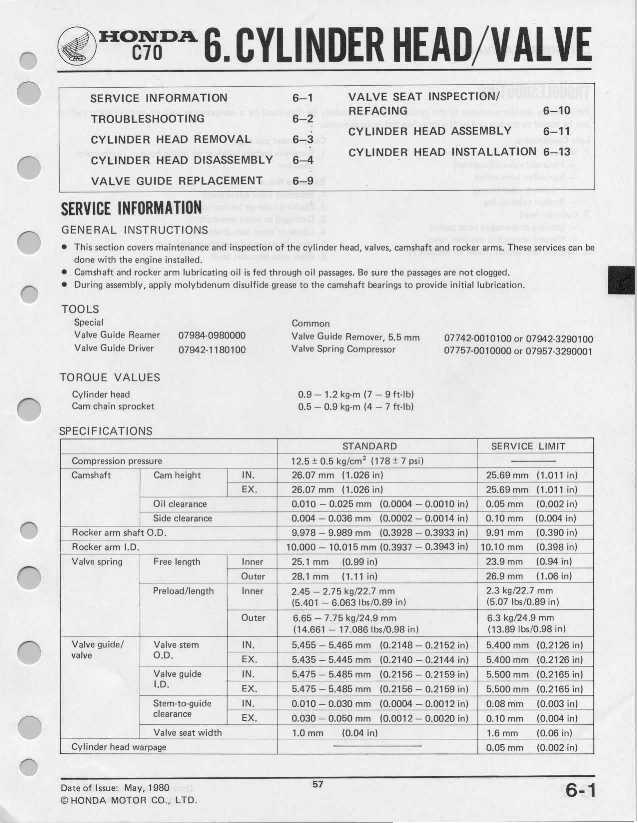 HONDA
C70
6. CYLINDER HEAD/VALVE
SERVICE INFORMATION 6–1
TROUBLESHOOTING 6–2
CYLINDER HEAD REMOVAL 6–3
CYLINDER HEAD DISASSEMBLY 6–4
VALVE GUIDE REPLACEMENT 6–9
VALVE SEAT INSPECTION/
REFACING 6–10
CYLINDER HEAD ASSEMBLY 6–11
CYLINDER HEAD INSTALLATION 6–13
SERVICE INFORMATION
GENERAL INSTRUCTIONS
● This section covers maintenance and inspection of the cylinder head, valves, camshaft and rocker arms. These services can be
done with the engine installed.
● Camshaft and rocker arm lubricating oil is fed through oil passages. Be sure the passages are not clogged.
● During assembly, apply molybdenum disulfide grease to the camshaft bearings to provide initial lubrication.
TOOLS
Special
Valve Guide Reamer 07984-0980000
Valve Guide Driver 07942-1180100
Common
Valve Guide Remover, 5,5 mm 07742-0010100 or 07942-3290100
Valve Spring Compressor 07757-0010000 or 07957-3290001
TORQUE VALUES
Cylinder head 0.9 – 1.2 kg-m (7 – 9 ft-lb)
Cam chain sprocket 0.5 – 0.9 kg-m (4 – 7 ft-lb)
SPECIFICATIONS
STANDARD SERVICE LIMIT
Compression pressure 12.5 ± 0.5 kg/cm² (178 ± 7 psi) ———
Camshaft Cam height IN. 26.07 mm (1.026 in) 25.69 mm (1.011 in)
EX. 26.07 mm (1.026 in) 25.69 mm (1.011 in)
Oil clearance 0.010 – 0.025 mm (0.0004 – 0.0010 in) 0.05 mm (0.002 in)
Side clearance 0.004 – 0.036 mm (0.0002 – 0.0014 in) 0.10 mm (0.004 in)
Rocker arm shaft O.D. 9.978 – 9.989 mm (0.3928 – 0.3933 in) 9.91 mm (0.390 in)
Rocker arm I.D. 10.000 – 10.015 mm (0.3937 – 0.3943 in) 10.10 mm (0.398 in)
Valve spring Free length Inner 25.1 mm (0.99 in) 23.9 mm (0.94 in)
Outer 28.1 mm (1.11 in) 26.9 mm (1.06 in)
Preload/length Inner 2.45 – 2.75 kg/22.7 mm 2.3 kg/22.7 mm
(5.401 – 6.063 lbs/0.89 in) (5.07 lbs/0.89 in)
Outer 6.65 – 7.75 kg/24.9 mm 6.3 kg/24.9 mm
(14.661 – 17.086 lbs/0.98 in) (13.89 lbs/0.98 in)
Valve guide/ Valve stem IN. 5.455 – 5.465 mm (0.2148 – 0.2152 in) 5.400 mm (0.2126 in)
valve O.D. EX. 5.435 – 5.445 mm (0.2140 – 0.2144 in) 5.400 mm (0.2126 in)
Valve guide IN. 5.475 – 5.485 mm (0.2156 – 0.2159 in) 5.500 mm (0.2165 in)
I.D. EX. 5.475 – 5.485 mm (0.2156 – 0.2159 in) 5.500 mm (0.2165 in)
Stem-to-guide IN. 0.010 – 0.030 mm (0.0004 – 0.0012 in) 0.08 mm (0.003 in)
clearance EX. 0.030 – 0.050 mm (0.0012 – 0.0020 in) 0.10 mm (0.004 in)
Valve seat width 1.0 mm (0.04 in) 1.6 mm (0.06 in)
Cylinder head warpage ——— 0.05 mm (0.002 in)
Date of Issue: May, 1980
© HONDA MOTOR CO., LTD.
57
6-1